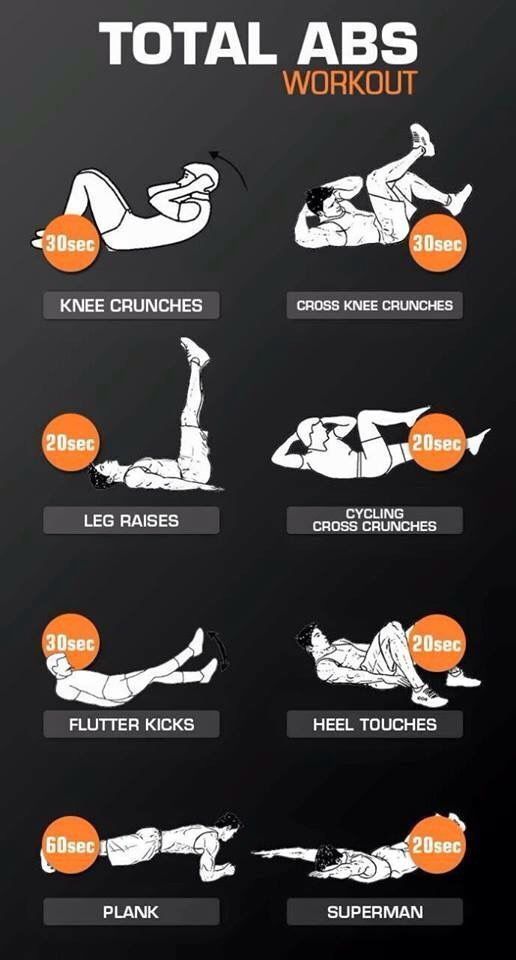 TOTAL ABS
WORKOUT
30sec
30sec
KNEE CRUNCHES
CROSS KNEE CRUNCHES
20sec
20sec
LEG RAISES
CYCLING
CROSS CRUNCHES
30sec
20sec
FLUTTER KICKS
HEEL TOUCHES
60sec
20sec
PLANK
SUPERMAN